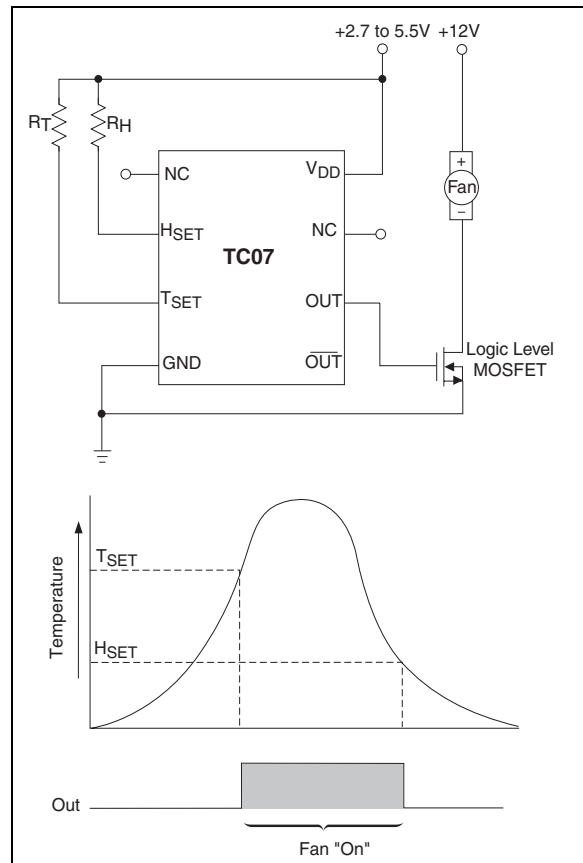 +2.7 to 5.5V +12V
RT RH
NC VDD
+
Fan
−
HSET NC
TC07
TSET OUT
Logic Level
MOSFET
GND OUT
Temperature
TSET
HSET
Out
Fan "On"